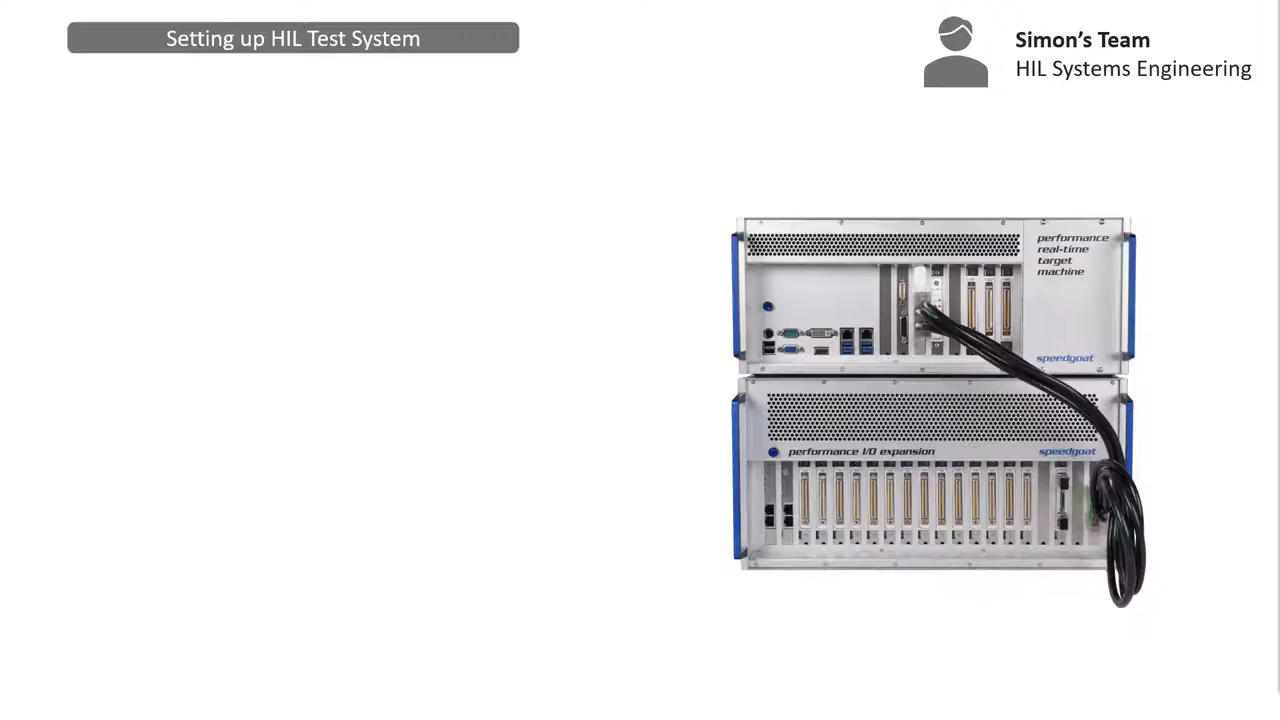 Setting up HIL Test System
Simon's Team
HIL Systems Engineering
performance
real-time
target
machine
speedgoat
performance I/O expansion
speedgoat